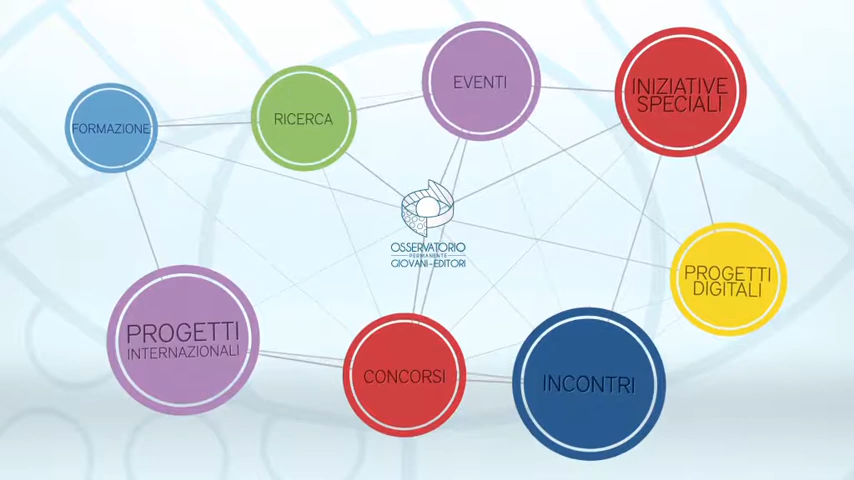 FORMAZIONE
RICERCA
EVENTI
INIZIATIVE
SPECIALI
OSSERVATORIO
PERMANENTE
GIOVANI-EDITORI
PROGETTI
DIGITALI
PROGETTI
INTERNAZIONALI
CONCORSI
INCONTRI